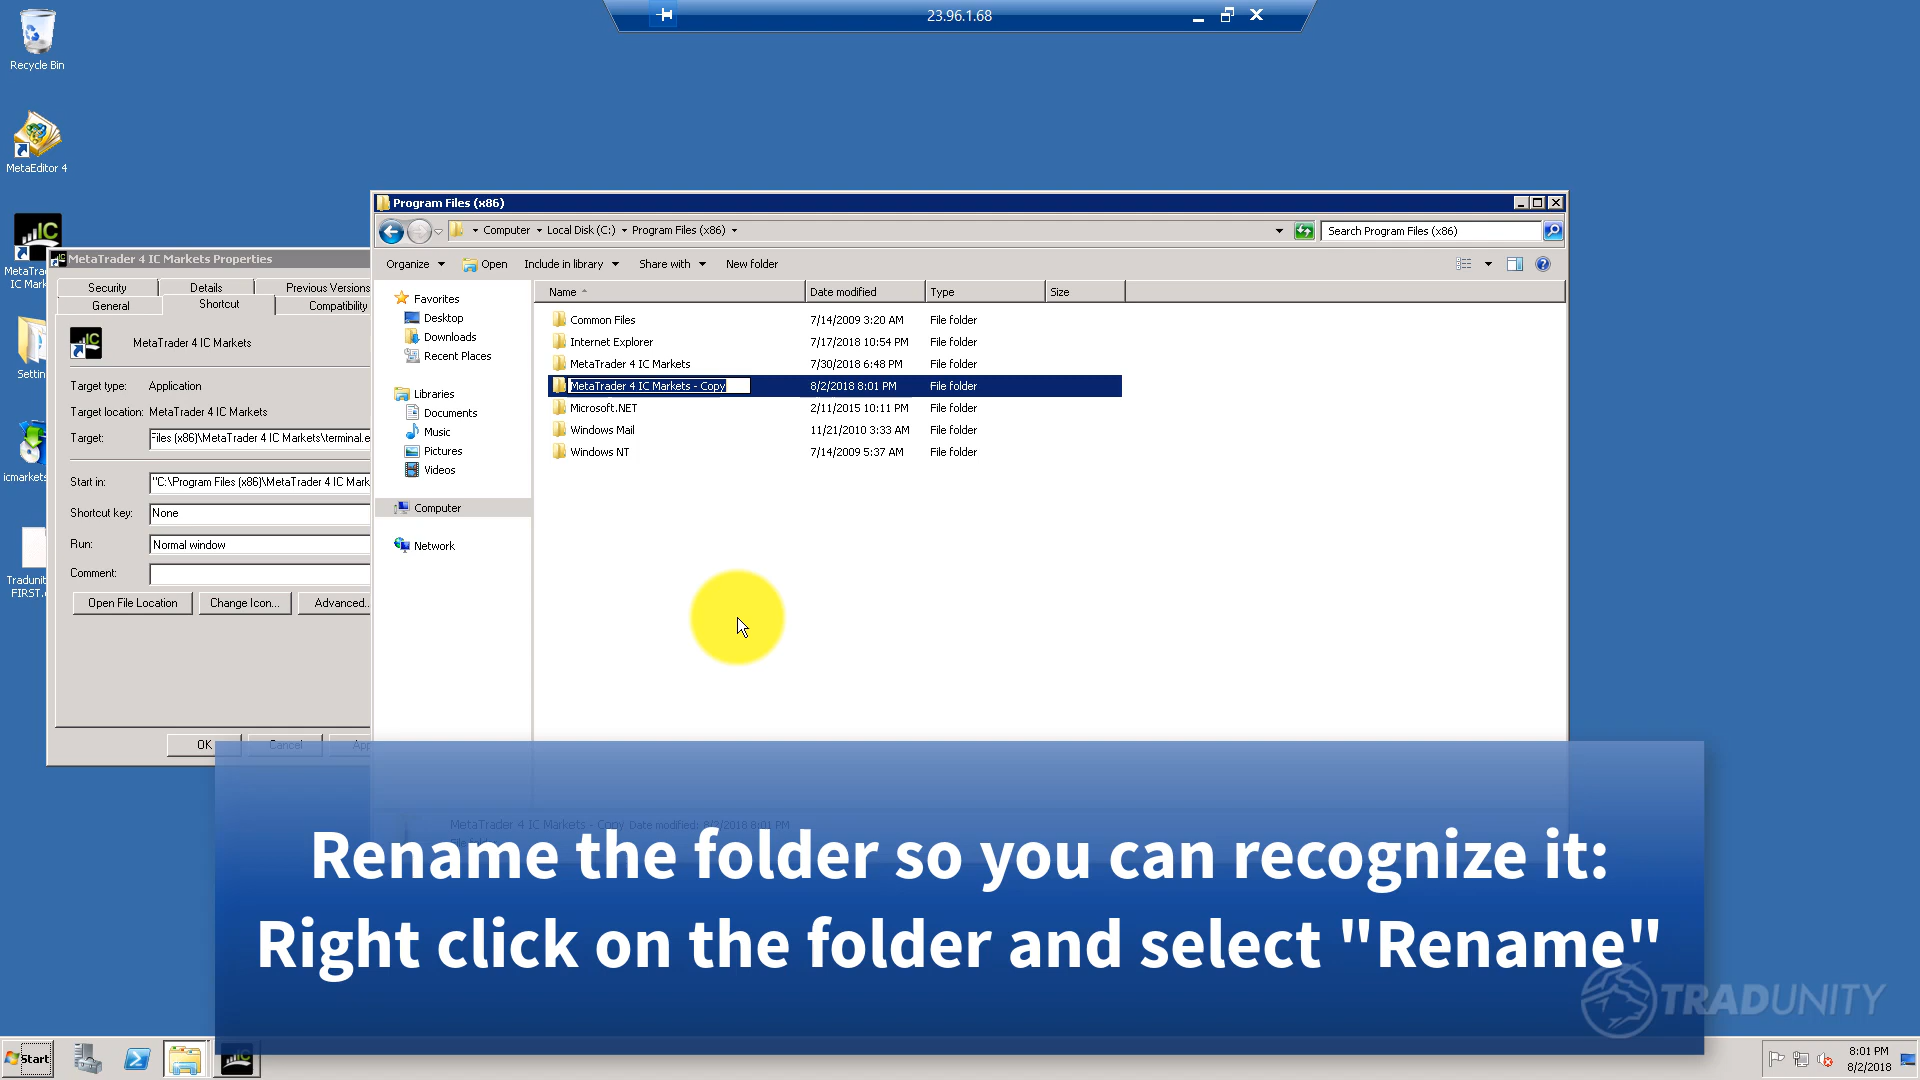 23.96.1.68
Recycle Bin
MetaEditor 4
MetaTra
IC Mark
Settin
icmarkets
Tradunit
FIRST.
MetaTrader 4 IC Markets Properties
Security
Details
Previous Versions
General
Shortcut
Compatibility
MetaTrader 4 IC Markets
Target type: Application
Target location: MetaTrader 4 IC Markets
Target: Files (x86)\MetaTrader 4 IC Markets\terminal.e
Start in: "C:\Program Files (x86)\MetaTrader 4 IC Mark
Shortcut key: None
Run: Normal window
Comment:
Open File Location
Change Icon...
Advanced..
OK
Cancel
App
Program Files (x86)
Computer
Local Disk (C:)
Program Files (x86)
Search Program Files (x86)
Organize
Open
Include in library
Share with
New folder
Favorites
Desktop
Downloads
Recent Places
Libraries
Documents
Music
Pictures
Videos
Computer
Network
Name Date modified Type Size
Common Files 7/14/2009 3:20 AM File folder
Internet Explorer 7/17/2018 10:54 PM File folder
MetaTrader 4 IC Markets 7/30/2018 6:48 PM File folder
MetaTrader 4 IC Markets - Copy 8/2/2018 8:01 PM File folder
Microsoft.NET 2/11/2015 10:11 PM File folder
Windows Mail 11/21/2010 3:33 AM File folder
Windows NT 7/14/2009 5:37 AM File folder
MetaTrader 4 IC Markets - Copy Date modified: 8/2/2018 8:01 PM
Rename the folder so you can recognize it:
Right click on the folder and select "Rename"
TRADUNITY
Start
8:01 PM
8/2/2018